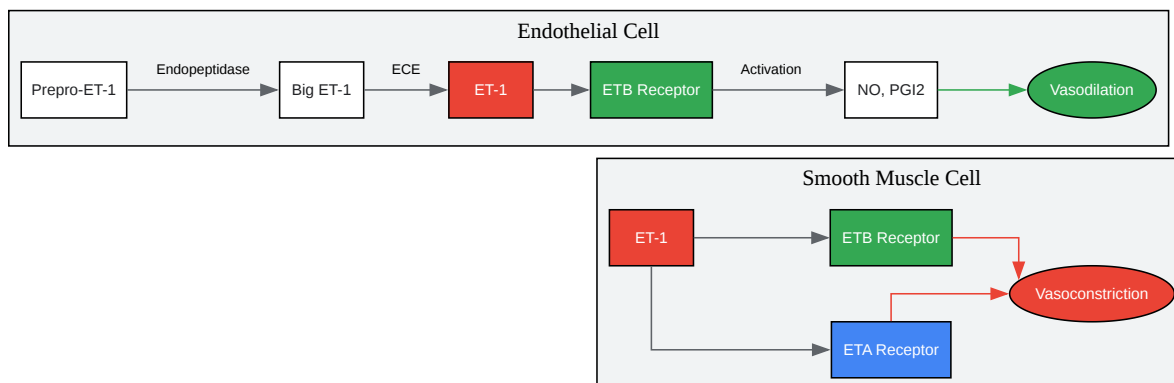 Endothelial Cell
Prepro-ET-1
Endopeptidase
Big ET-1
ECE
ET-1
ETB Receptor
Activation
NO, PGI2
Vasodilation
Smooth Muscle Cell
ET-1
ETB Receptor
Vasoconstriction
ETA Receptor